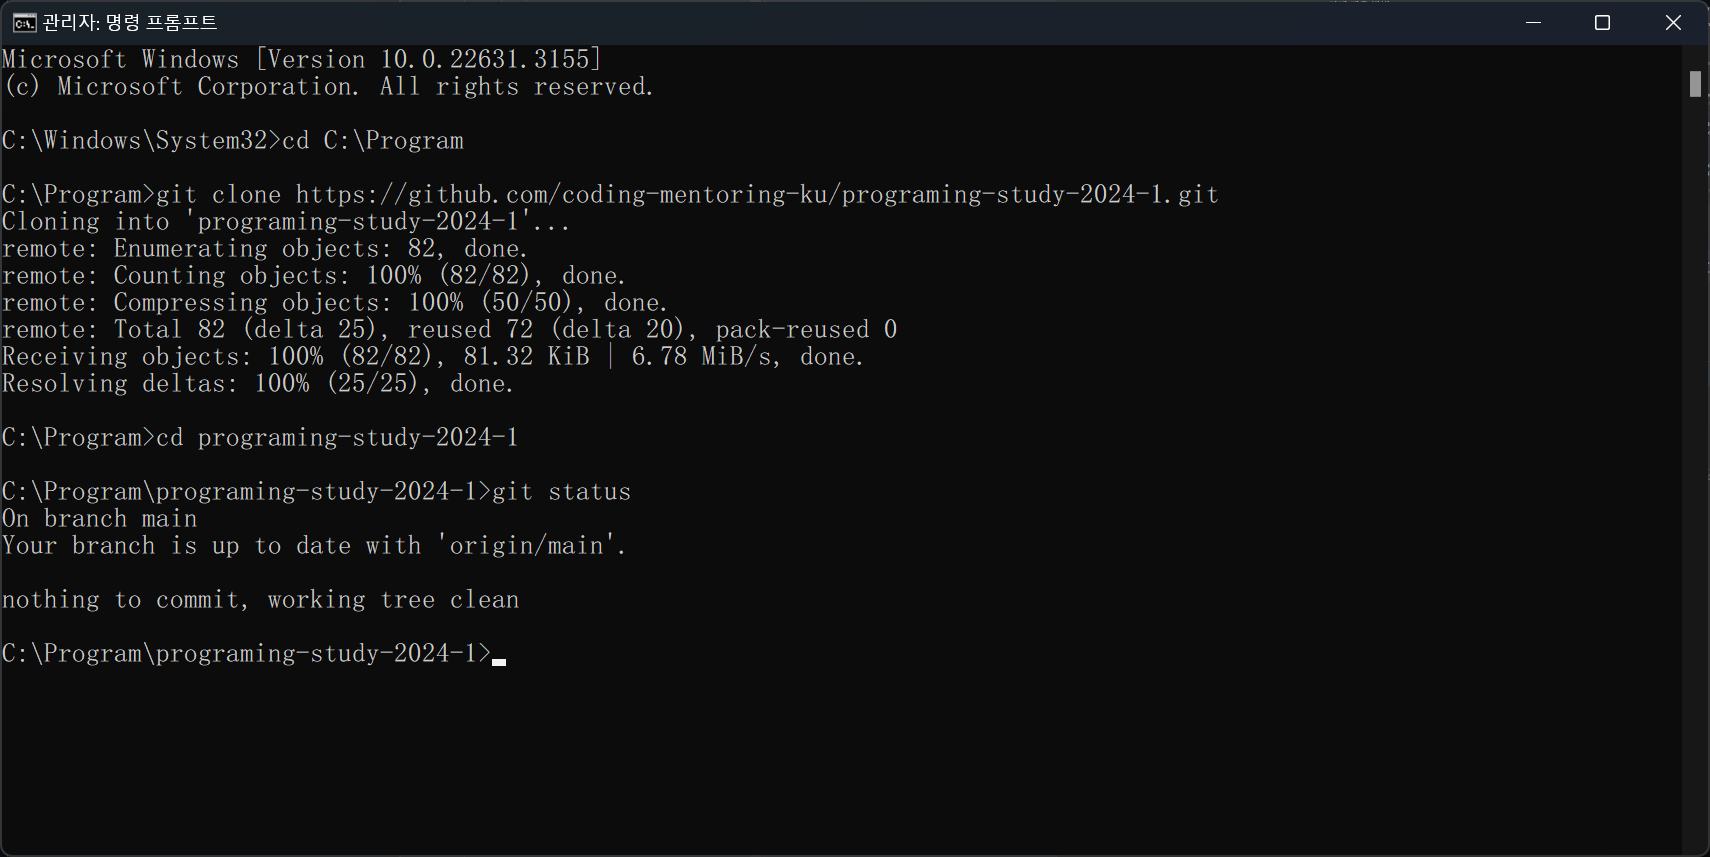 관리자: 명령 프롬프트
Microsoft Windows [Version 10.0.22631.3155]
(c) Microsoft Corporation. All rights reserved.
C:\Windows\System32>cd C:\Program
C:\Program>git clone https://github.com/coding-mentoring-ku/programing-study-2024-1.git
Cloning into 'programing-study-2024-1'...
remote: Enumerating objects: 82, done.
remote: Counting objects: 100% (82/82), done.
remote: Compressing objects: 100% (50/50), done.
remote: Total 82 (delta 25), reused 72 (delta 20), pack-reused 0
Receiving objects: 100% (82/82), 81.32 KiB | 6.78 MiB/s, done.
Resolving deltas: 100% (25/25), done.
C:\Program>cd programing-study-2024-1
C:\Program\programing-study-2024-1>git status
On branch main
Your branch is up to date with 'origin/main'.
nothing to commit, working tree clean
C:\Program\programing-study-2024-1>